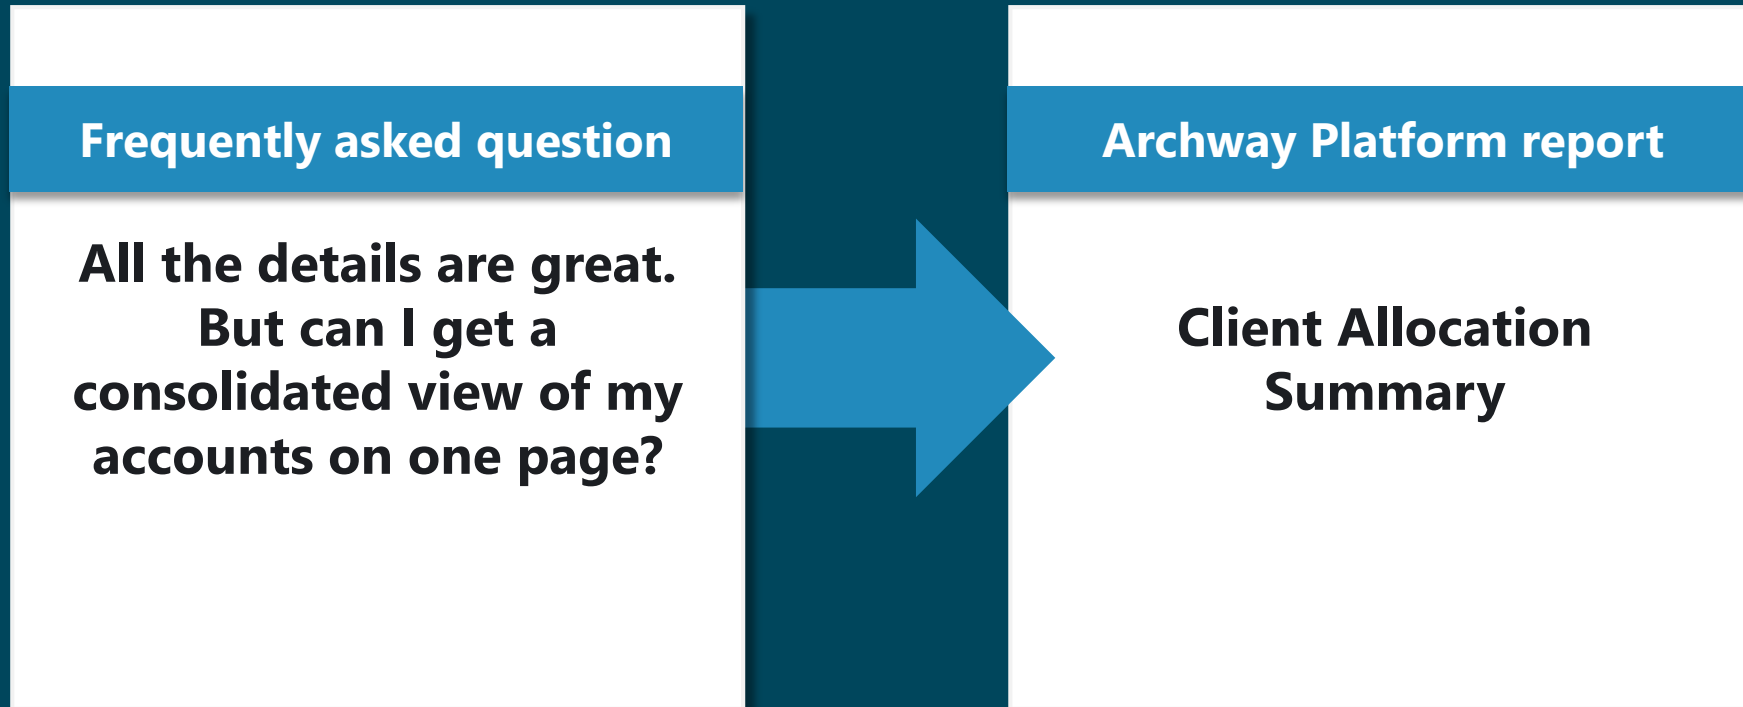 Frequently asked question
All the details are great.
But can I get a
consolidated view of my
accounts on one page?
Archway Platform report
Client Allocation
Summary